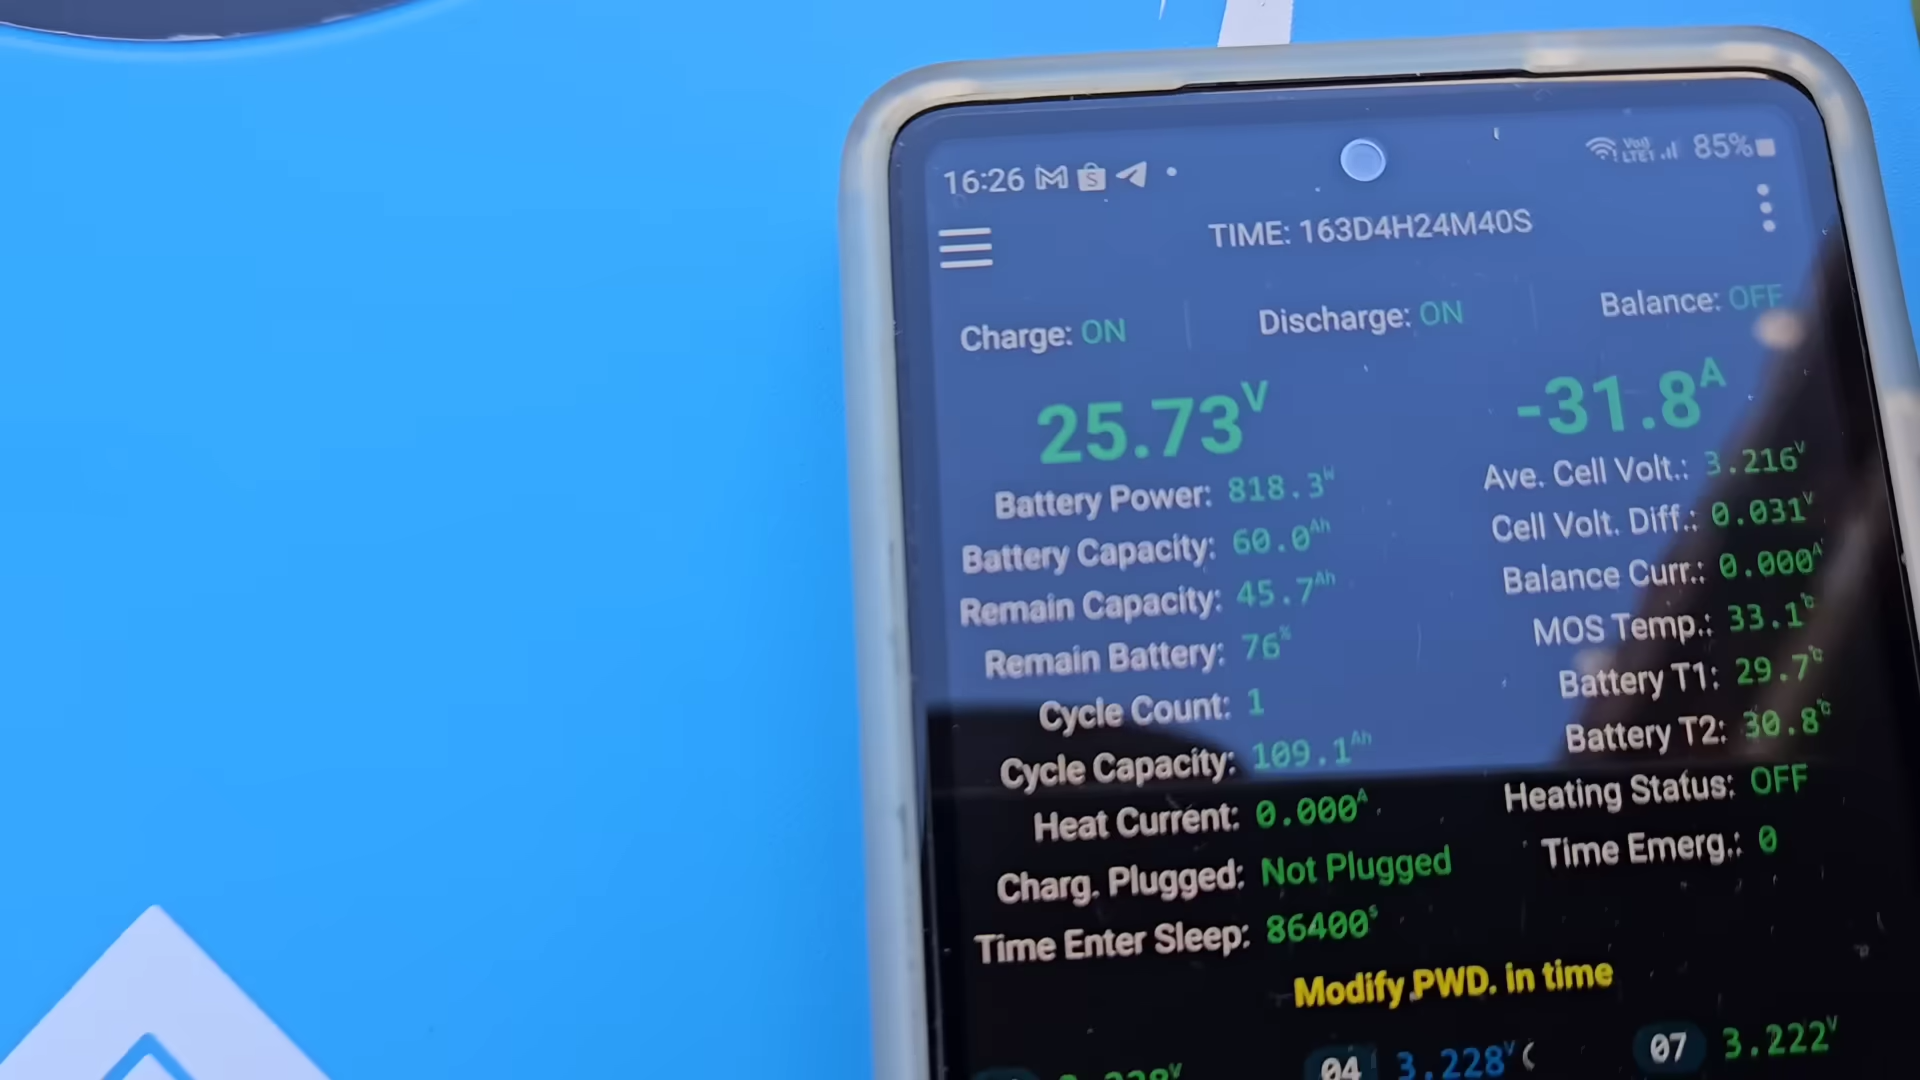 16:26 85%
TIME: 163D4H24M40S
Charge: ON Discharge: ON Balance: OFF
25.73V -31.8A
Battery Power: 818.3W Ave. Cell Volt.: 3.216V
Battery Capacity: 60.0Ah Cell Volt. Diff.: 0.031V
Remain Capacity: 45.7Ah Balance Curr.: 0.000A
Remain Battery: 76% MOS Temp.: 33.1℃
Cycle Count: 1 Battery T1: 29.7℃
Cycle Capacity: 109.1Ah Battery T2: 30.8℃
Heat Current: 0.000A Heating Status: OFF
Charg. Plugged: Not Plugged Time Emerg.: 0
Time Enter Sleep: 86400s
Modify PWD. in time
04 3.228V 07 3.222V